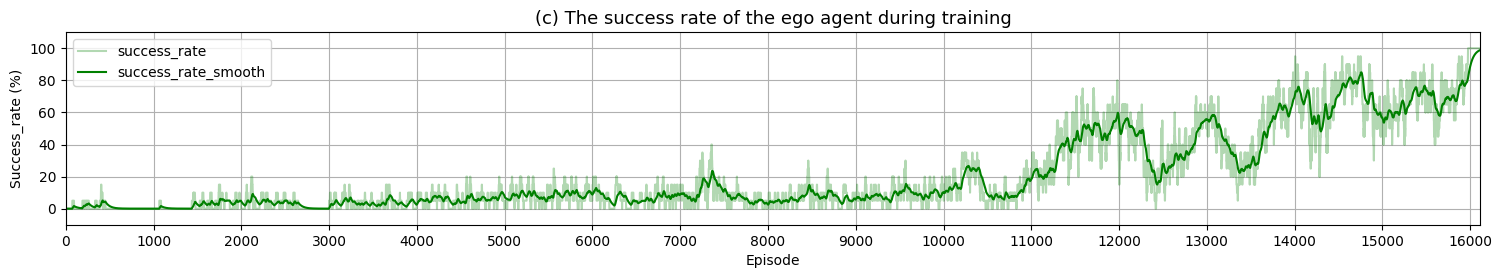 (c) The success rate of the ego agent during training
success_rate
success_rate_smooth
Success_rate (%)
100
80
60
40
20
0
0 1000 2000 3000 4000 5000 6000 7000 8000 9000 10000 11000 12000 13000 14000 15000 16000
Episode